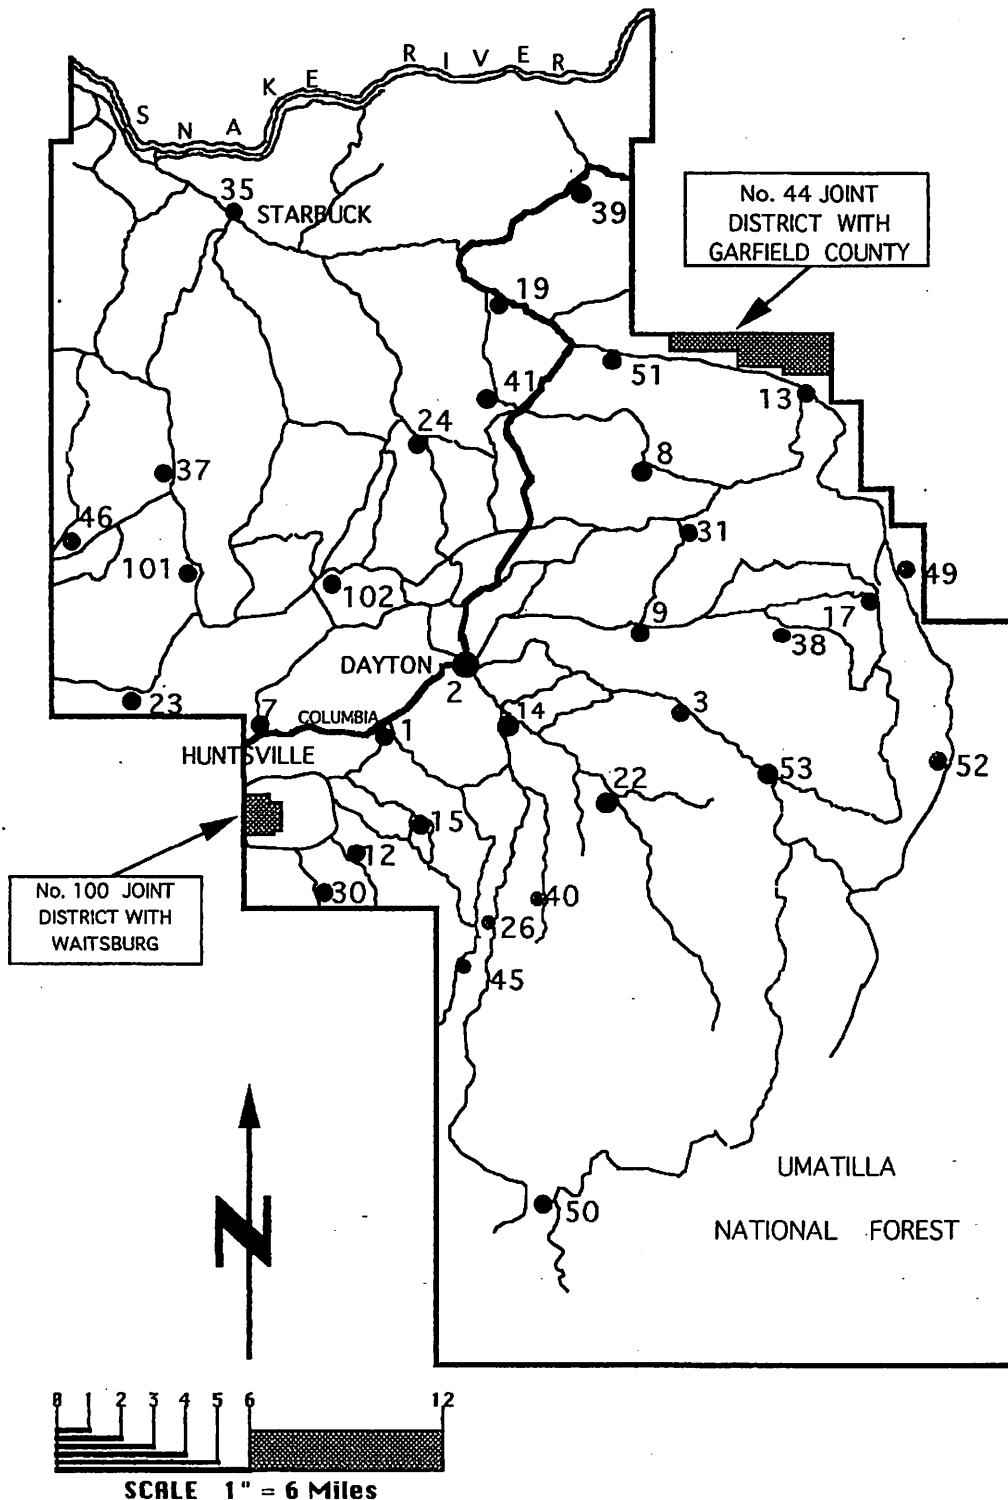 SNAKE RIVER
35
STARBUCK
39
No. 44 JOINT
DISTRICT WITH
GARFIELD COUNTY
19
51
41
13
24
8
37
46
31
101
102
49
17
9
38
DAYTON
2
23
7
COLUMBIA
1
14
3
HUNTSVILLE
53
52
22
15
12
30
40
26
45
No. 100 JOINT
DISTRICT WITH
WAITSBURG
UMATILLA
NATIONAL FOREST
50
N
0 1 2 3 4 5 6 12
SCALE 1" = 6 Miles